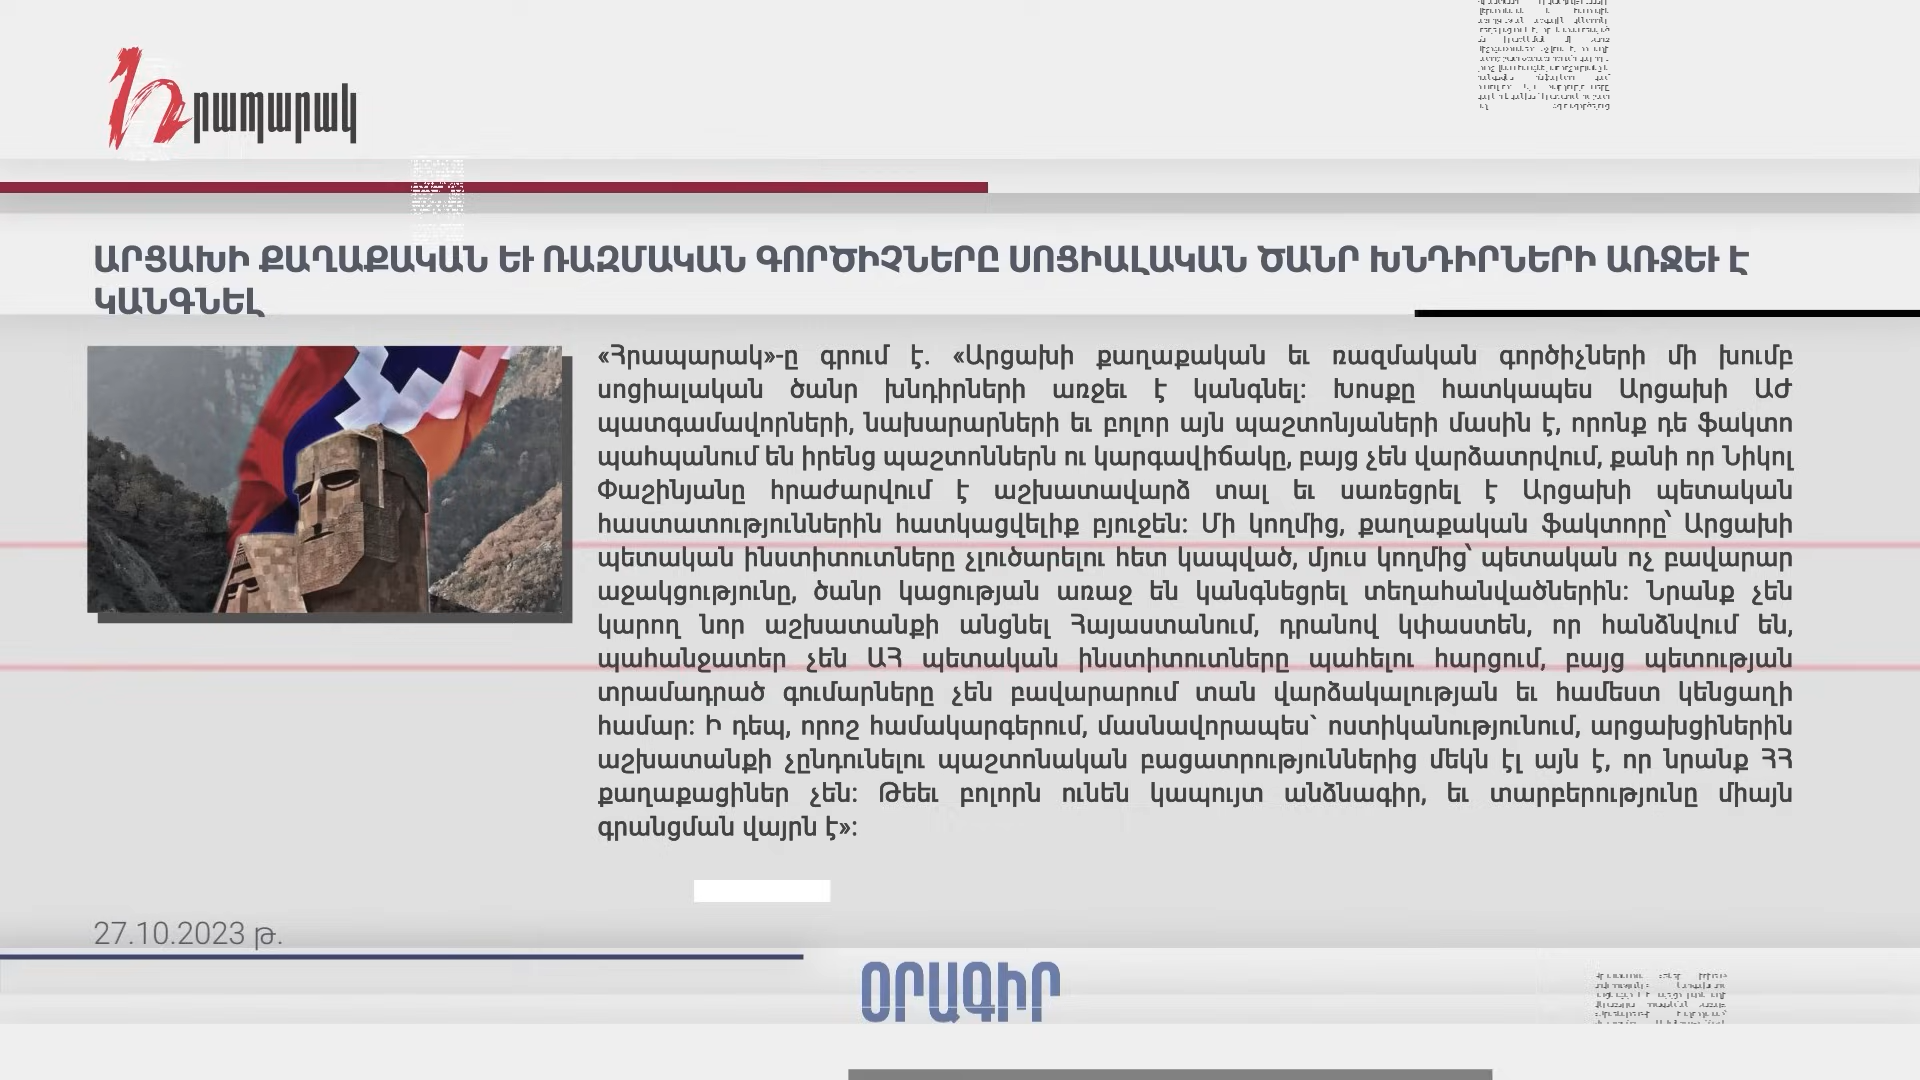 Հրապարակ
ԱՐՑԱԽԻ ՔԱՂԱՔԱԿԱՆ ԵՒ ՌԱԶՄԱԿԱՆ ԳՈՐԾԻՉՆԵՐԸ ՍՈՑԻԱԼԱԿԱՆ ԾԱՆՐ ԽՆԴԻՐՆԵՐԻ ԱՌՋԵՒ Է
ԿԱՆԳՆԵԼ
«Հրապարակ»-ը գրում է. «Արցախի քաղաքական եւ ռազմական գործիչների մի խումբ
սոցիալական ծանր խնդիրների առջեւ է կանգնել: Խոսքը հատկապես Արցախի ԱԺ
պատգամավորների, նախարարների եւ բոլոր այն պաշտոնյաների մասին է, որոնք դե ֆակտո
պահպանում են իրենց պաշտոններն ու կարգավիճակը, բայց չեն վարձատրվում, քանի որ Նիկոլ
Փաշինյանը հրաժարվում է աշխատավարձ տալ եւ սառեցրել է Արցախի պետական
հաստատություններին հատկացվելիք բյուջեն: Մի կողմից, քաղաքական ֆակտորը՝ Արցախի
պետական ինստիտուտները չլուծարելու հետ կապված, մյուս կողմից՝ պետական ոչ բավարար
աջակցությունը, ծանր կացության առաջ են կանգնեցրել տեղահանվածներին: Նրանք չեն
կարող նոր աշխատանքի անցնել Հայաստանում, դրանով կփաստեն, որ հանձնվում են,
պահանջատեր չեն ԱՀ պետական ինստիտուտները պահելու հարցում, բայց պետության
տրամադրած գումարները չեն բավարարում տան վարձակալության եւ համեստ կենցաղի
համար: Ի դեպ, որոշ համակարգերում, մասնավորապես՝ ոստիկանությունում, արցախցիներին
աշխատանքի չընդունելու պաշտոնական բացատրություններից մեկն էլ այն է, որ նրանք ՀՀ
քաղաքացիներ չեն: Թեեւ բոլորն ունեն կապույտ անձնագիր, եւ տարբերությունը միայն
գրանցման վայրն է»:
27.10.2023 թ.
ՕՐԱԳԻՐ